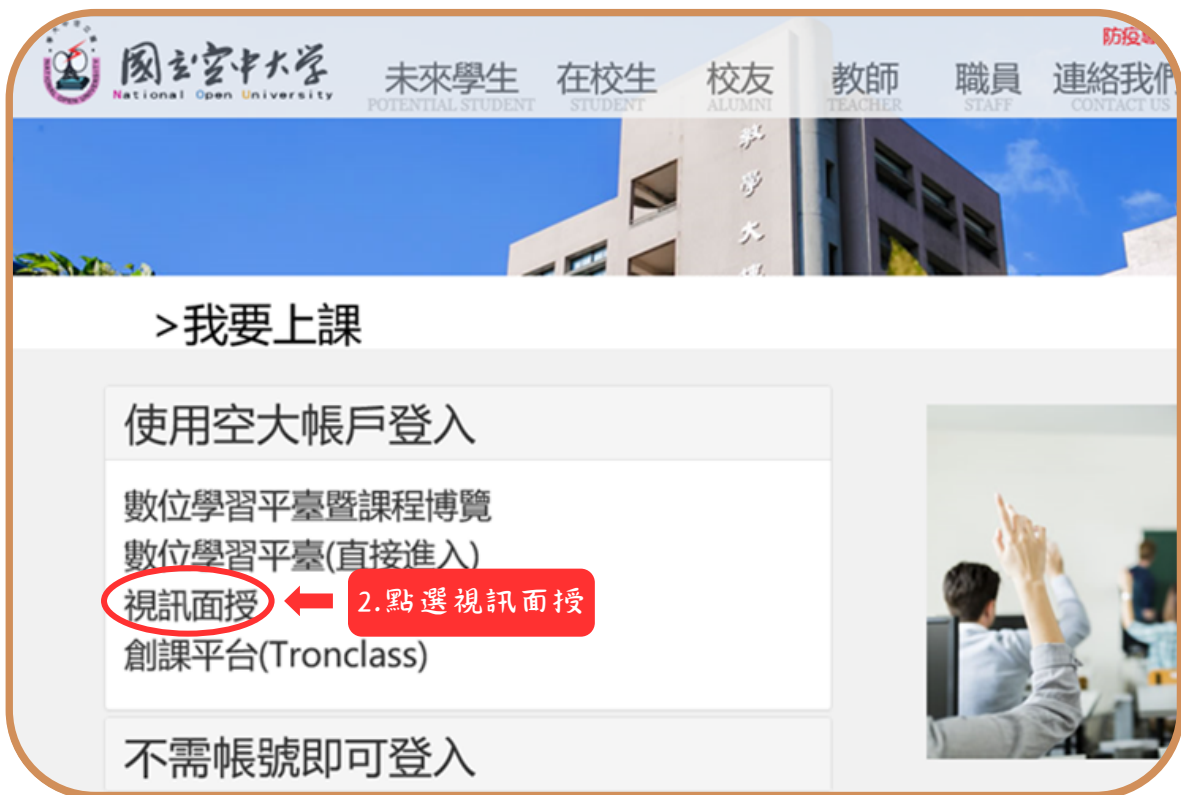 防疫
國立空中大學
National Open University
未來學生 在校生 校友 教師 職員 連絡我們
POTENTIAL STUDENT STUDENT ALUMNI TEACHER STAFF CONTACT US
教學大樓
>我要上課
使用空大帳戶登入
數位學習平臺暨課程博覽
數位學習平臺(直接進入)
視訊面授
2.點選視訊面授
創課平台(Tronclass)
不需帳號即可登入